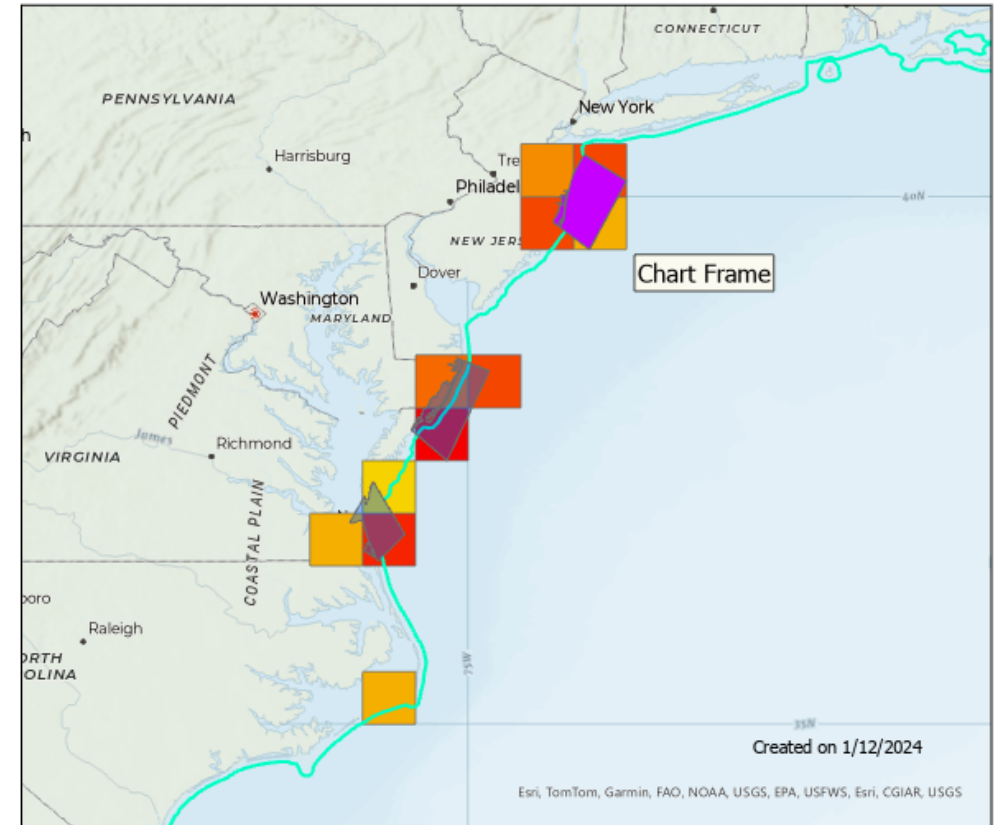 CONNECTICUT
PENNSYLVANIA
New York
h
Harrisburg
Tre
Philadel
40N
NEW JERS
Chart Frame
Dover
Washington
MARYLAND
PIEDMONT
James
Richmond
VIRGINIA
COASTAL PLAIN
N
oro
Raleigh
ORTH
OLINA
75W
35N
Created on 1/12/2024
Esri, TomTom, Garmin, FAO, NOAA, USGS, EPA, USFWS, Esri, CGIAR, USGS